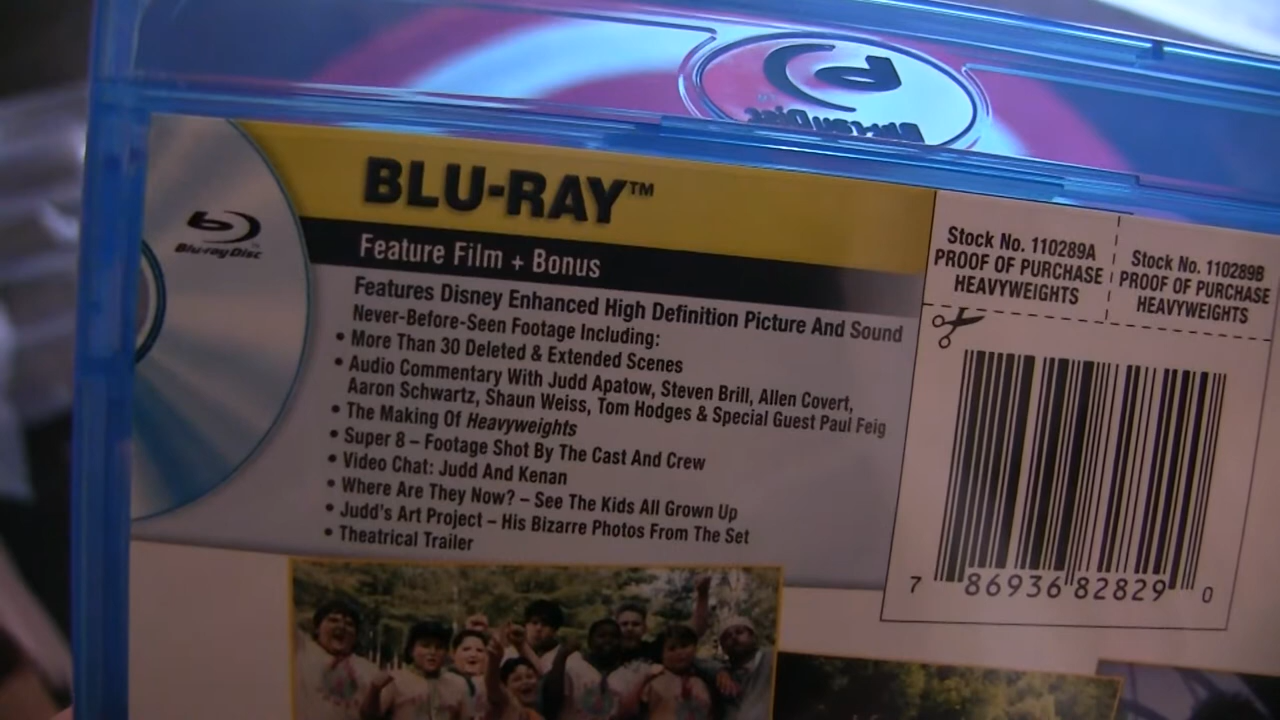 Blu-ray Disc
BLU-RAY™
Blu-ray Disc
Feature Film + Bonus
Features Disney Enhanced High Definition Picture And Sound
Never-Before-Seen Footage Including:
• More Than 30 Deleted & Extended Scenes
• Audio Commentary With Judd Apatow, Steven Brill, Allen Covert,
Aaron Schwartz, Shaun Weiss, Tom Hodges & Special Guest Paul Feig
• The Making Of Heavyweights
• Super 8 – Footage Shot By The Cast And Crew
• Video Chat: Judd And Kenan
• Where Are They Now? – See The Kids All Grown Up
• Judd's Art Project – His Bizarre Photos From The Set
• Theatrical Trailer
Stock No. 110289A
PROOF OF PURCHASE
HEAVYWEIGHTS
Stock No. 110289B
PROOF OF PURCHASE
HEAVYWEIGHTS
7 86936 82829 0